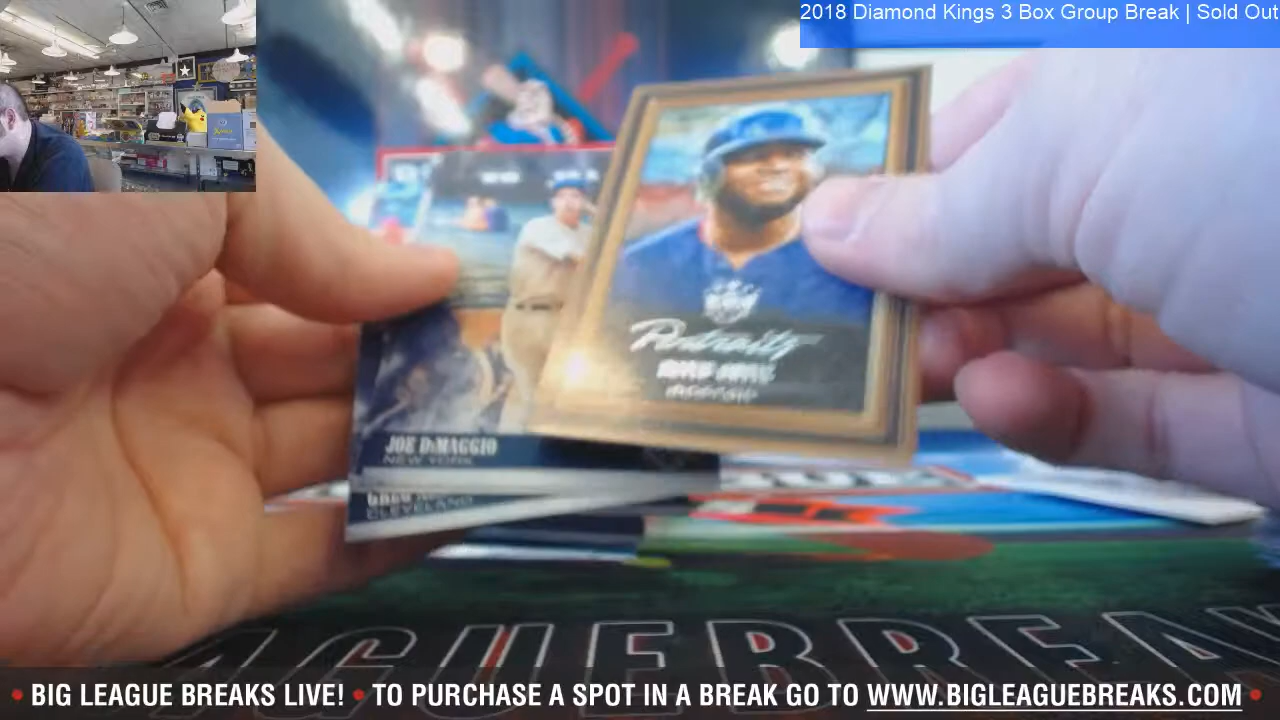 2018 Diamond Kings 3 Box Group Break | Sold Out
Portraits
JOE DiMAGGIO
NEW YORK
CLEVELAND
AGUEBREAK
• BIG LEAGUE BREAKS LIVE! • TO PURCHASE A SPOT IN A BREAK GO TO WWW.BIGLEAGUEBREAKS.COM •